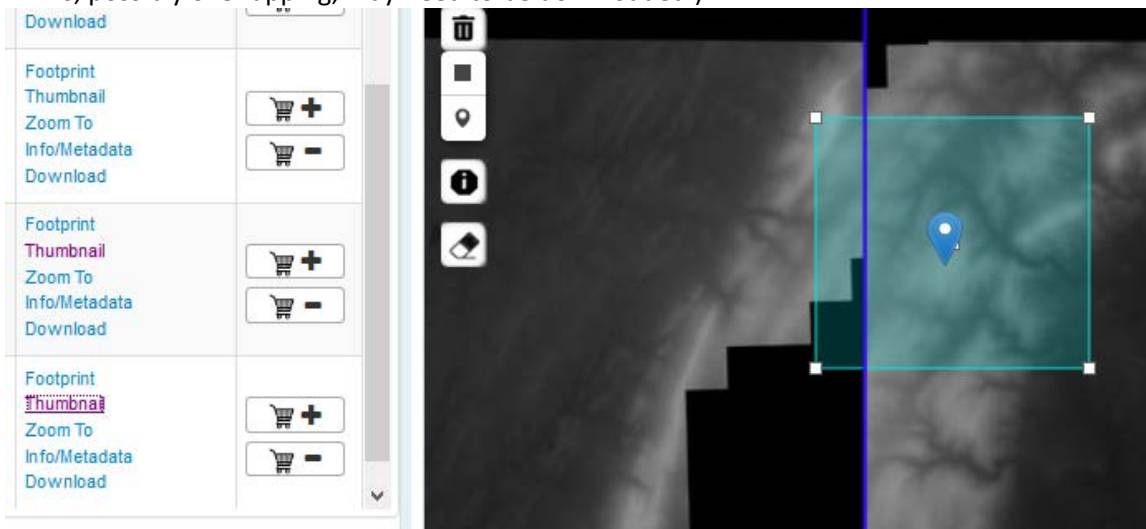 Download
Footprint
Thumbnail
Zoom To
Info/Metadata
Download
Footprint
Thumbnail
Zoom To
Info/Metadata
Download
Footprint
Thumbnail
Zoom To
Info/Metadata
Download